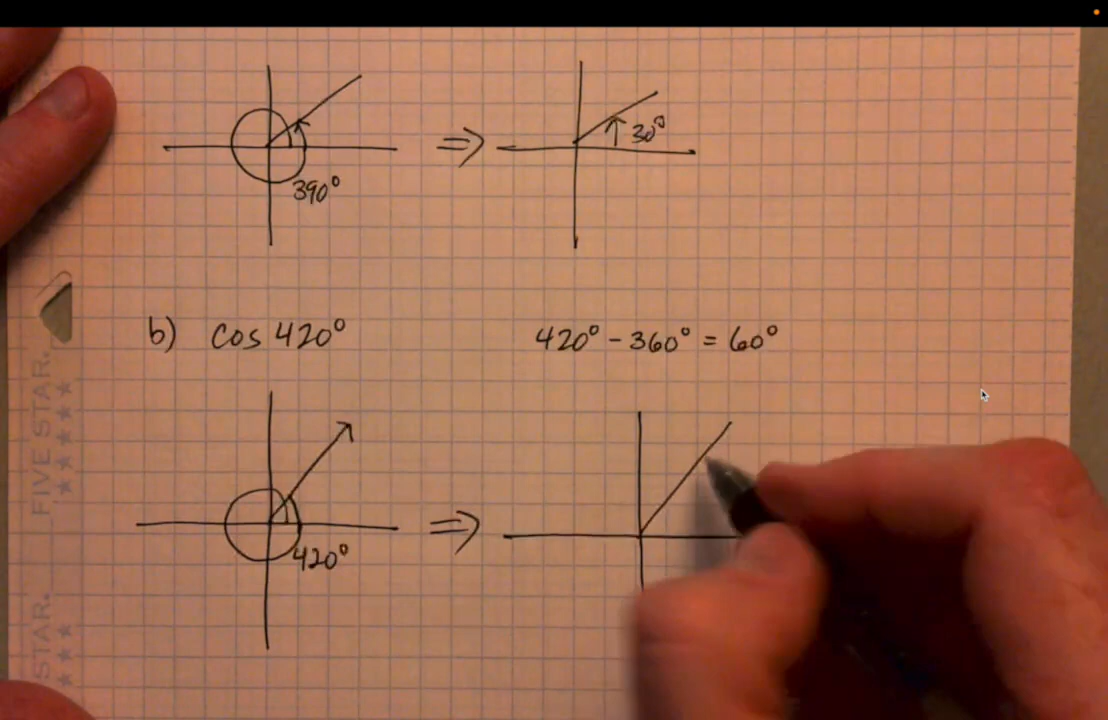 390° ⇒ 30°
b) cos 420° 420° - 360° = 60°
420° ⇒
FIVE STAR.
STAR.